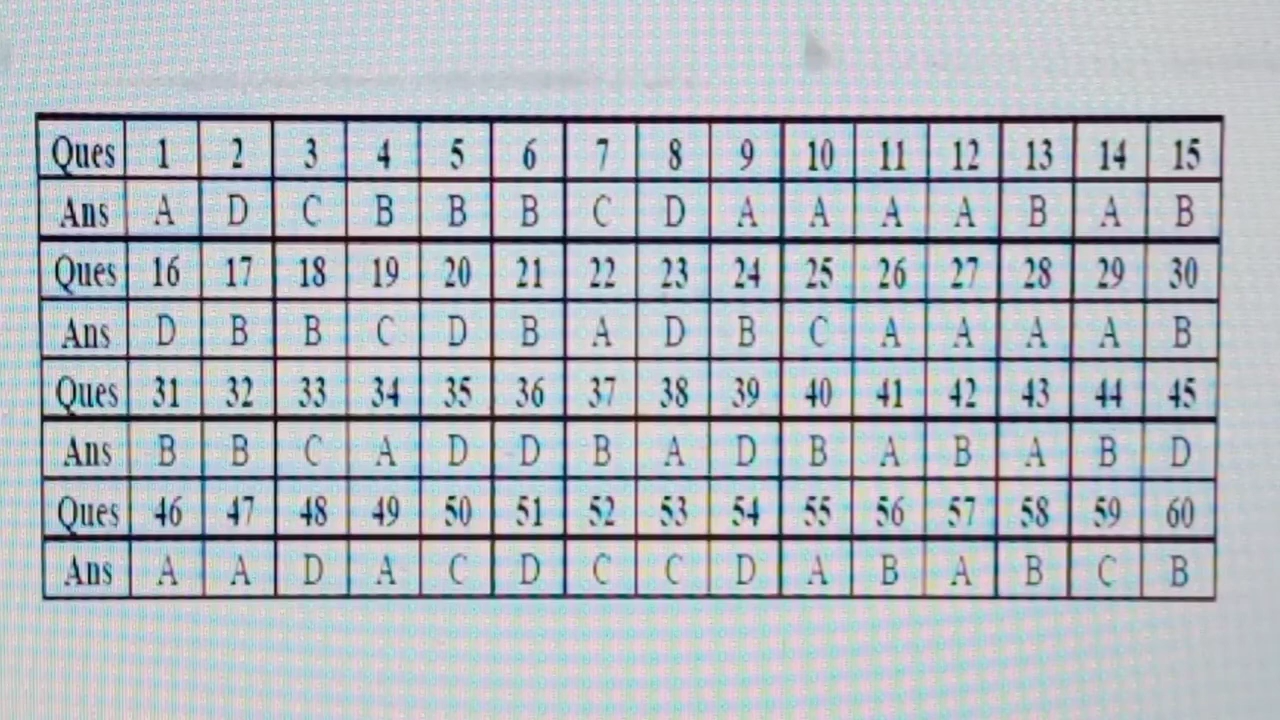 Ques 1 2 3 4 5 6 7 8 9 10 11 12 13 14 15
Ans A D C B B B C D A A A A B A B
Ques 16 17 18 19 20 21 22 23 24 25 26 27 28 29 30
Ans D B B C D B A D B C A A A A B
Ques 31 32 33 34 35 36 37 38 39 40 41 42 43 44 45
Ans B B C A D D B A D B A B A B D
Ques 46 47 48 49 50 51 52 53 54 55 56 57 58 59 60
Ans A A D A C D C C D A B A B C B